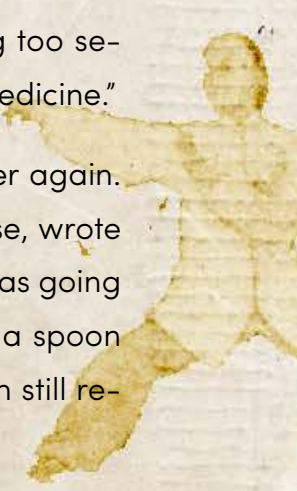 g too se-
edicine.”
er again.
se, wrote
as going
a spoon
n still re-